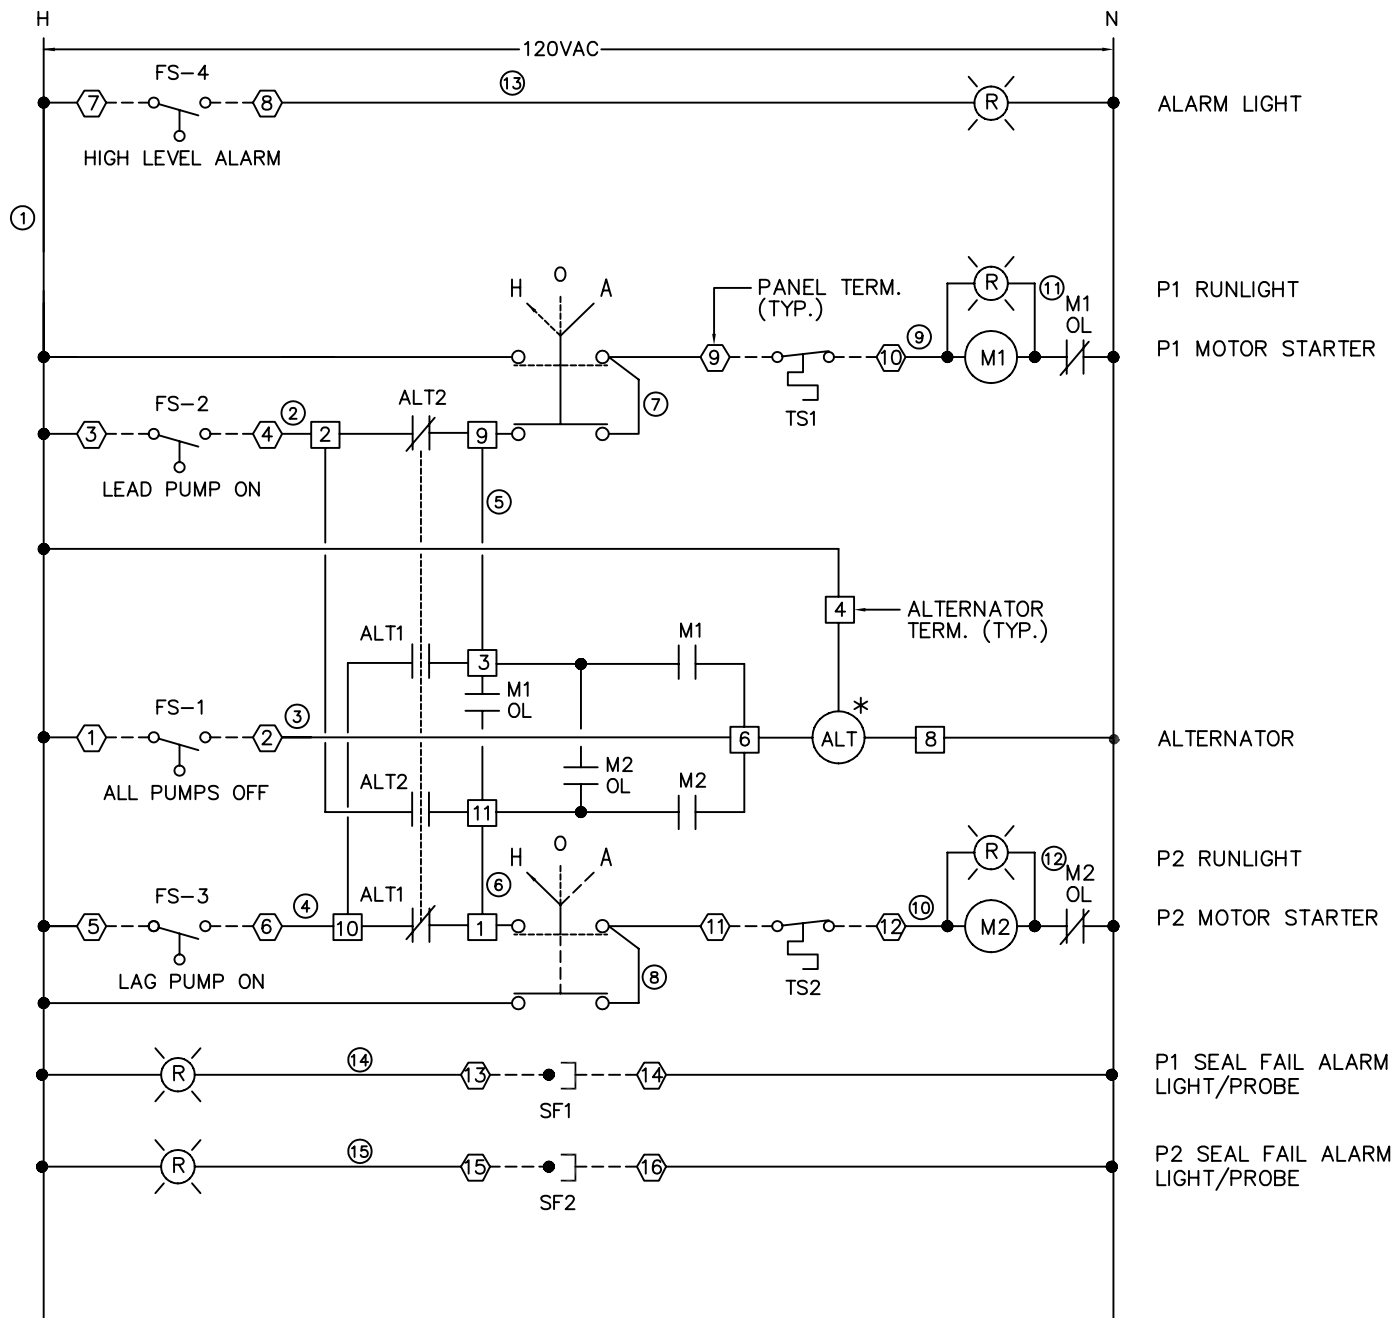 H
N
120VAC
FS-4
13
7
8
R
ALARM LIGHT
HIGH LEVEL ALARM
1
H O A
PANEL TERM.
(TYP.)
R
11
M1
OL
P1 RUNLIGHT
9
10
9
M1
P1 MOTOR STARTER
TS1
FS-2
ALT2
7
3
4
2
2
9
LEAD PUMP ON
5
4
ALTERNATOR
TERM. (TYP.)
ALT1
M1
3
M1
OL
FS-1
3
1
2
6
ALT
*
8
ALTERNATOR
ALL PUMPS OFF
ALT2
M2
OL
M2
11
H O A
R
12
M2
OL
P2 RUNLIGHT
FS-3
4
ALT1
6
5
6
10
1
11
12
10
M2
P2 MOTOR STARTER
LAG PUMP ON
8
TS2
R
14
13
14
SF1
P1 SEAL FAIL ALARM
LIGHT/PROBE
R
15
15
16
SF2
P2 SEAL FAIL ALARM
LIGHT/PROBE